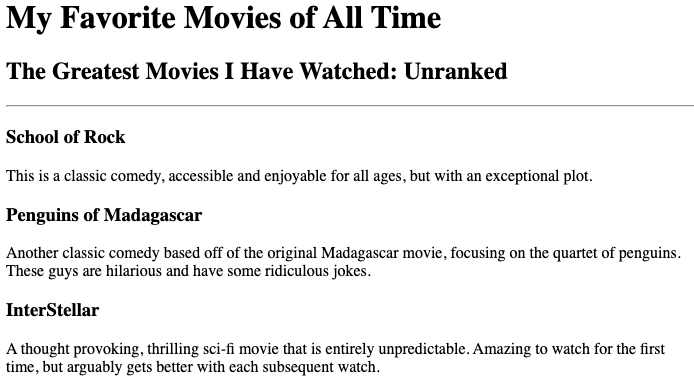 My Favorite Movies of All Time
The Greatest Movies I Have Watched: Unranked
School of Rock
This is a classic comedy, accessible and enjoyable for all ages, but with an exceptional plot.
Penguins of Madagascar
Another classic comedy based off of the original Madagascar movie, focusing on the quartet of penguins.
These guys are hilarious and have some ridiculous jokes.
InterStellar
A thought provoking, thrilling sci-fi movie that is entirely unpredictable. Amazing to watch for the first
time, but arguably gets better with each subsequent watch.